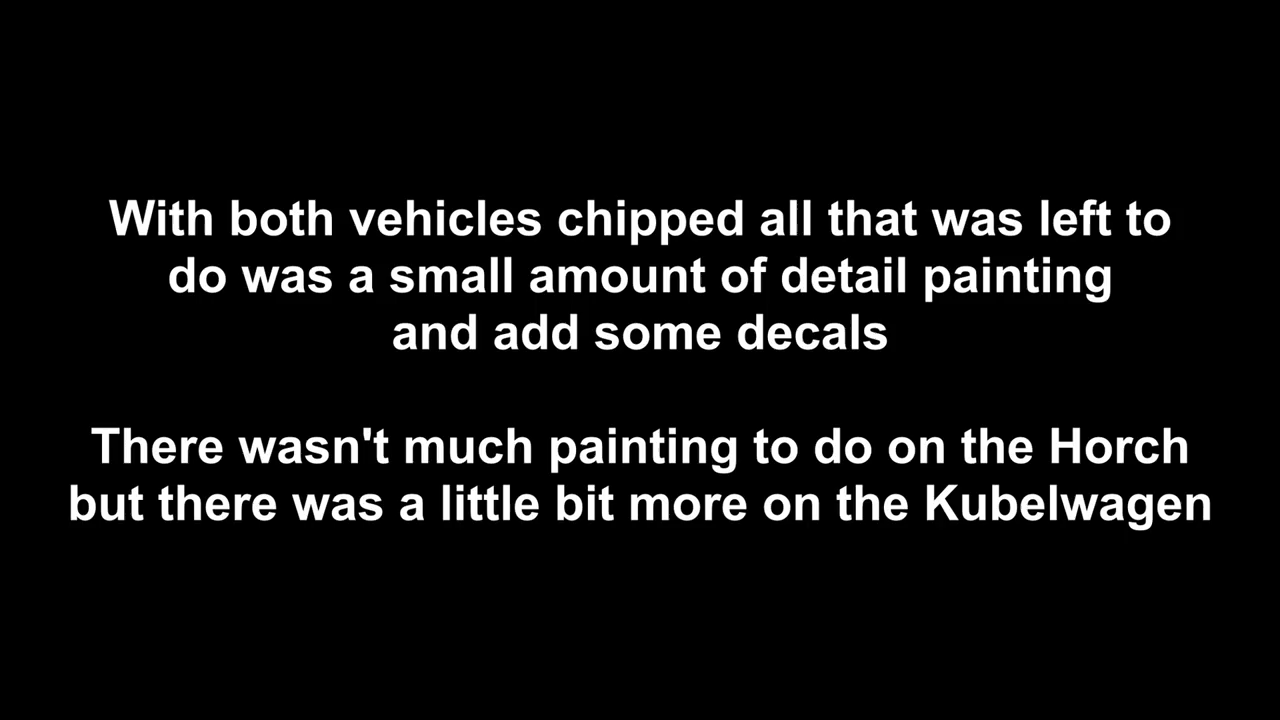 With both vehicles chipped all that was left to
do was a small amount of detail painting
and add some decals
There wasn't much painting to do on the Horch
but there was a little bit more on the Kubelwagen